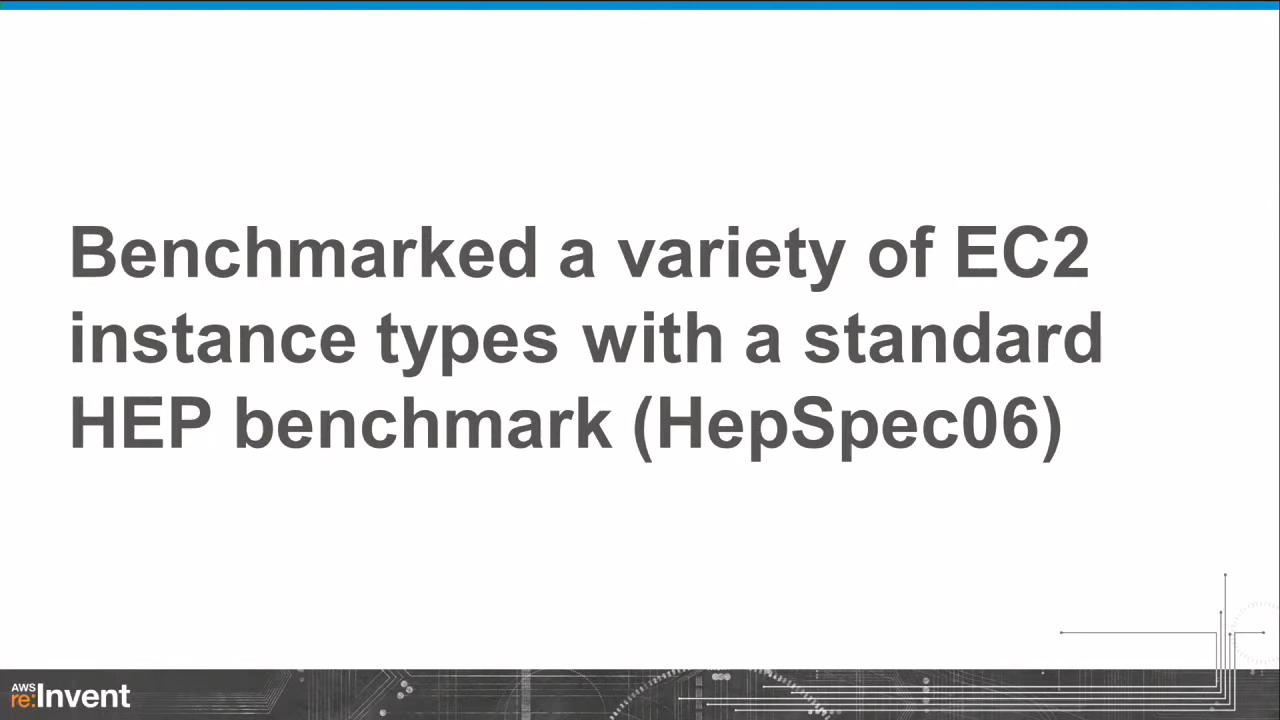 Benchmarked a variety of EC2
instance types with a standard
HEP benchmark (HepSpec06)
AWS
re:Invent